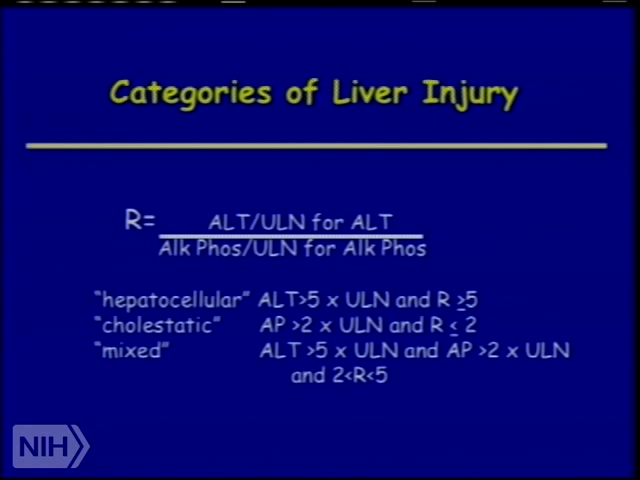 Categories of Liver Injury
R= ALT/ULN for ALT
Alk Phos/ULN for Alk Phos
"hepatocellular" ALT>5 x ULN and R ≥5
"cholestatic" AP >2 x ULN and R ≤ 2
"mixed" ALT >5 x ULN and AP >2 x ULN
and 2<R<5
NIH